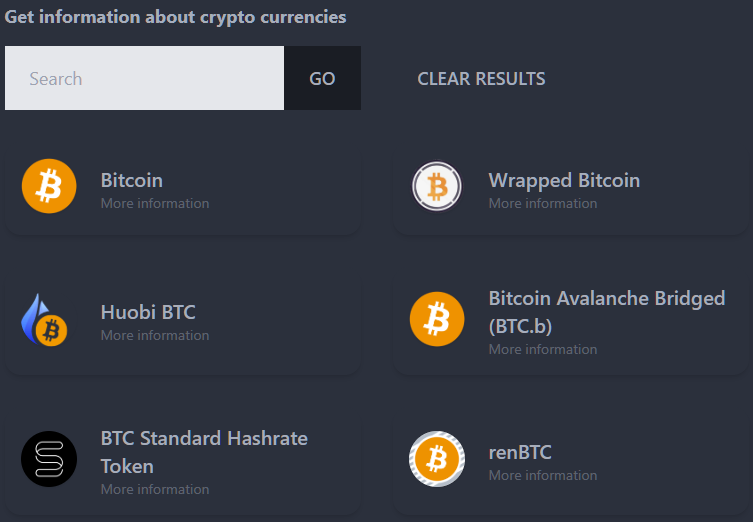 Get information about crypto currencies
Search
GO
CLEAR RESULTS
Bitcoin
More information
Wrapped Bitcoin
More information
Huobi BTC
More information
Bitcoin Avalanche Bridged
(BTC.b)
More information
BTC Standard Hashrate
Token
More information
renBTC
More information